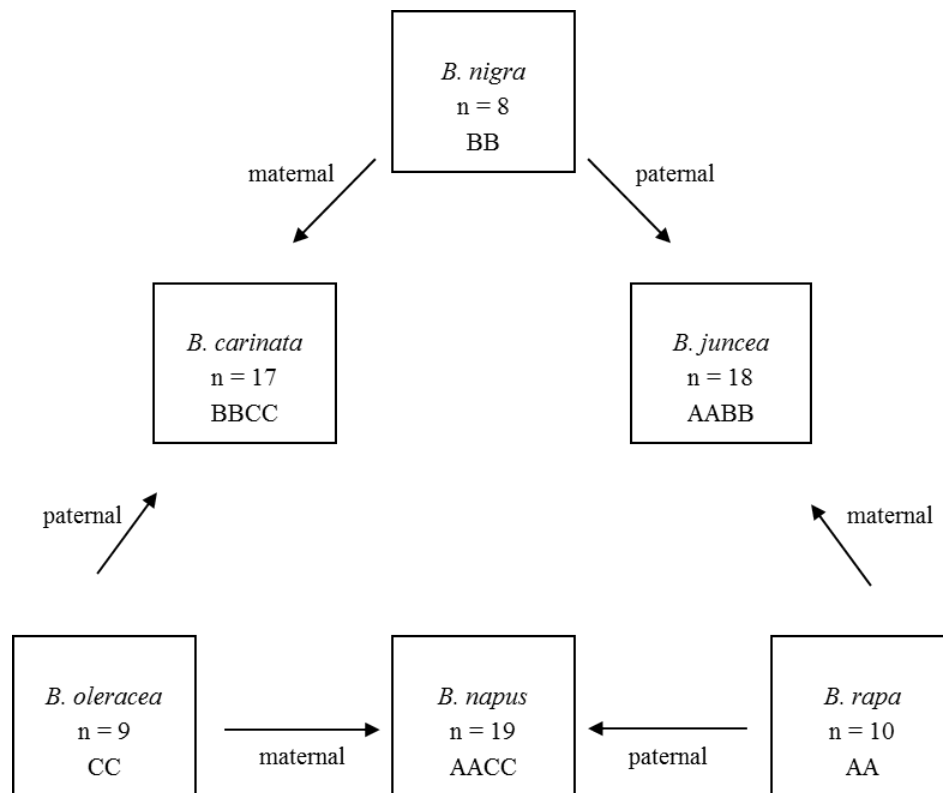 B. nigra
n = 8
BB
maternal
paternal
B. carinata
n = 17
BBCC
B. juncea
n = 18
AABB
paternal
maternal
B. oleracea
n = 9
CC
maternal
B. napus
n = 19
AACC
paternal
B. rapa
n = 10
AA